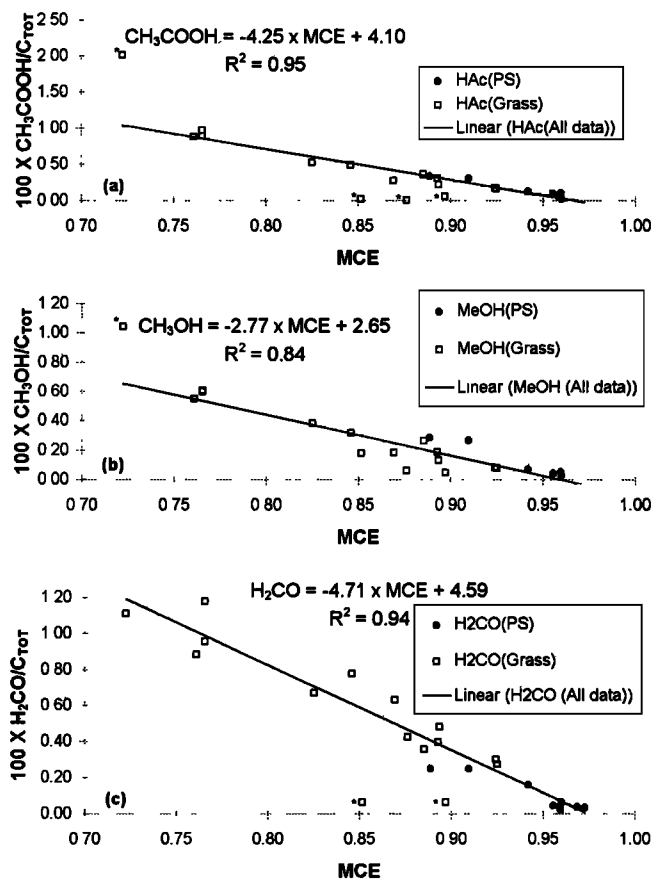 100 X CH₃COOH/CTOT
2 50
2.00
1.50
1.00
0 50
0 00
*
CH₃COOH = -4.25 x MCE + 4.10
R² = 0.95
HAc(PS)
HAc(Grass)
Linear (HAc(All data))
(a)
* * *
0 70 0.75 0.80 0.85 0.90 0.95 1.00
MCE
100 X CH₃OH/CTOT
1.20
1.00
0 80
0 60
0 40
0 20
0 00
*
CH₃OH = -2.77 x MCE + 2.65
R² = 0.84
MeOH(PS)
MeOH(Grass)
Linear (MeOH (All data))
(b)
0 70 0.75 0.80 0.85 0.90 0.95 1.00
MCE
100 X H₂CO/CTOT
1.20
1.00
0 80
0 60
0.40
0.20
0.00
H₂CO = -4.71 x MCE + 4.59
R² = 0.94
H2CO(PS)
H2CO(Grass)
Linear (H2CO (All data))
(c)
* *
0 70 0 75 0.80 0.85 0.90 0.95 1.00
MCE